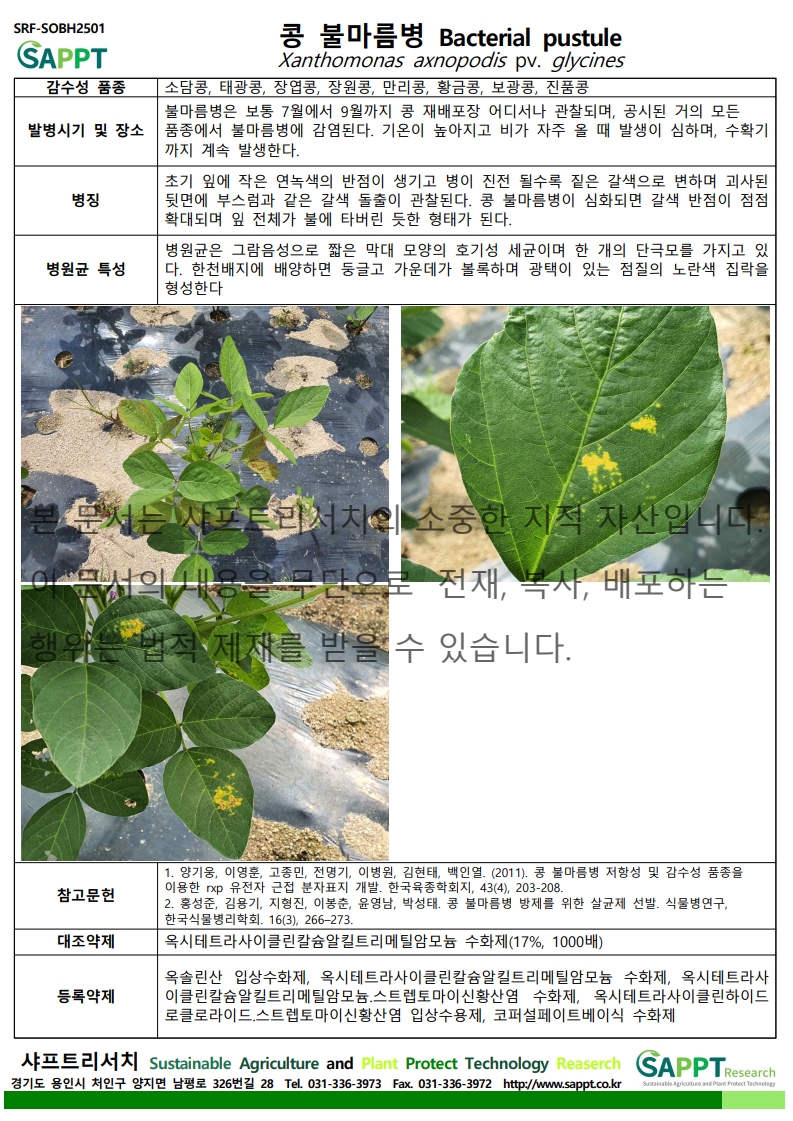 SRF-SOBH2501
SAPPT
콩 불마름병 Bacterial pustule
Xanthomonas axnopodis pv. glycines
감수성 품종
소담콩, 태광콩, 장엽콩, 장원콩, 만리콩, 황금콩, 보광콩, 진품콩
발병시기 및 장소
불마름병은 보통 7월에서 9월까지 콩 재배포장 어디서나 관찰되며, 공시된 거의 모든
품종에서 불마름병에 감염된다. 기온이 높아지고 비가 자주 올 때 발생이 심하며, 수확기
까지 계속 발생한다.
병징
초기 잎에 작은 연녹색의 반점이 생기고 병이 진전 될수록 짙은 갈색으로 변하며 괴사된
뒷면에 부스럼과 같은 갈색 돌출이 관찰된다. 콩 불마름병이 심화되면 갈색 반점이 점점
확대되며 잎 전체가 불에 타버린 듯한 형태가 된다.
병원균 특성
병원균은 그람음성으로 짧은 막대 모양의 호기성 세균이며 한 개의 단극모를 가지고 있
다. 한천배지에 배양하면 둥글고 가운데가 볼록하며 광택이 있는 점질의 노란색 집락을
형성한다
본 문서는 샤프트리서치의 소중한 지적 자산입니다.
이 문서의 내용을 무단으로 전재, 복사, 배포하는
행위는 법적 제재를 받을 수 있습니다.
참고문헌
1. 양기웅, 이영훈, 고종민, 전명기, 이병원, 김현태, 백인열. (2011). 콩 불마름병 저항성 및 감수성 품종을
이용한 rxp 유전자 근접 분자표지 개발. 한국육종학회지, 43(4), 203-208.
2. 홍성준, 김용기, 지형진, 이봉춘, 윤영남, 박성태. 콩 불마름병 방제를 위한 살균제 선발. 식물병연구,
한국식물병리학회. 16(3), 266–273.
대조약제
옥시테트라사이클린칼슘알킬트리메틸암모늄 수화제(17%, 1000배)
등록약제
옥솔린산 입상수화제, 옥시테트라사이클린칼슘알킬트리메틸암모늄 수화제, 옥시테트라사
이클린칼슘알킬트리메틸암모늄.스트렙토마이신황산염 수화제, 옥시테트라사이클린하이드
로클로라이드.스트렙토마이신황산염 입상수용제, 코퍼설페이트베이식 수화제
샤프트리서치 Sustainable Agriculture and Plant Protect Technology Reaserch
경기도 용인시 처인구 양지면 남평로 326번길 28 Tel. 031-336-3973 Fax. 031-336-3972 http://www.sappt.co.kr
SAPPT Research
Sustainable Agriculture and Plant Protect Technology